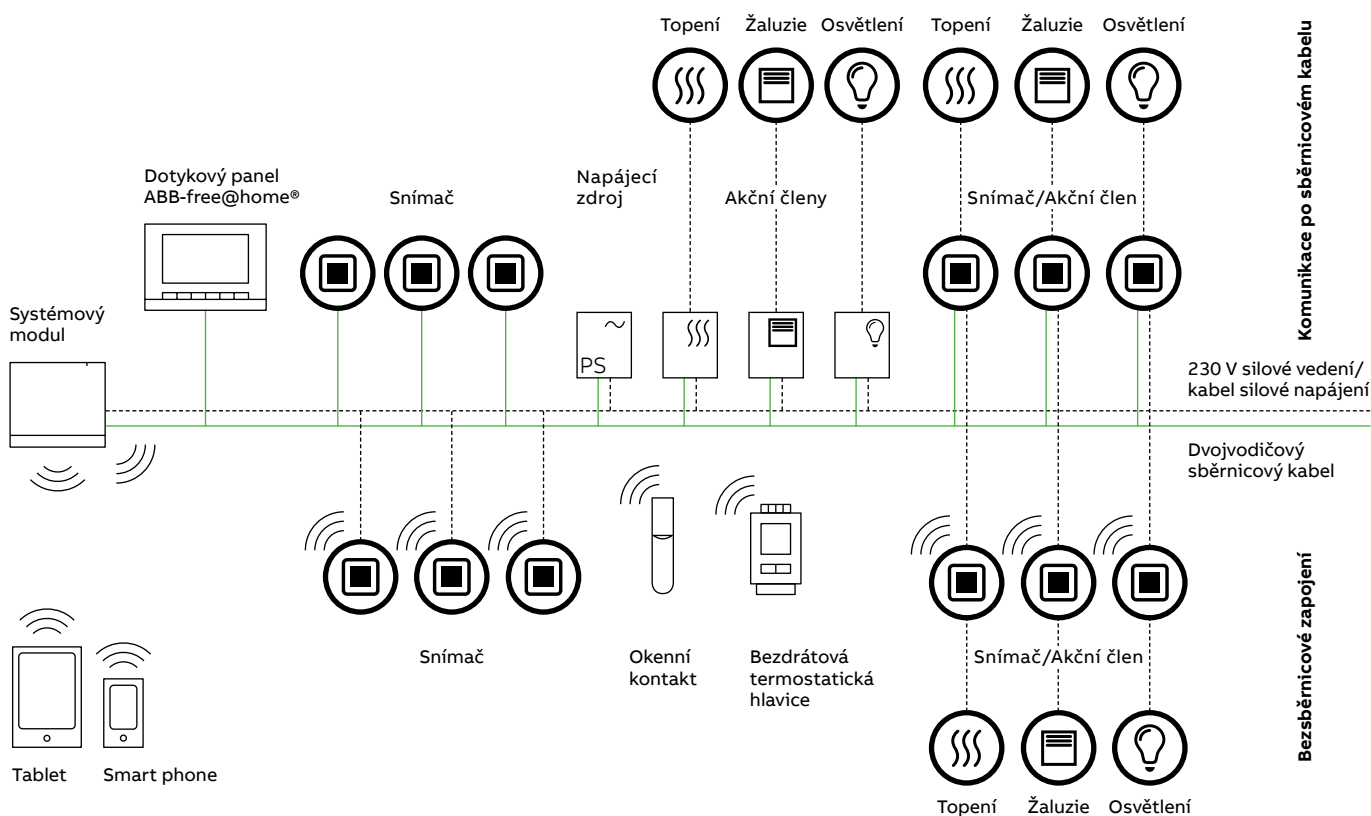 Topení
Žaluzie
Osvětlení
Topení
Žaluzie
Osvětlení
Komunikace po sběrnicovém kabelu
Dotykový panel
ABB-free@home®
Snímač
Napájecí
zdroj
Akční členy
Snímač/Akční člen
Systémový
modul
PS
230 V silové vedení/
kabel silové napájení
Dvojvodičový
sběrnicový kabel
Snímač
Okenní
kontakt
Bezdrátová
termostatická
hlavice
Snímač/Akční člen
Bezsběrnicové zapojení
Tablet
Smart phone
Topení
Žaluzie
Osvětlení